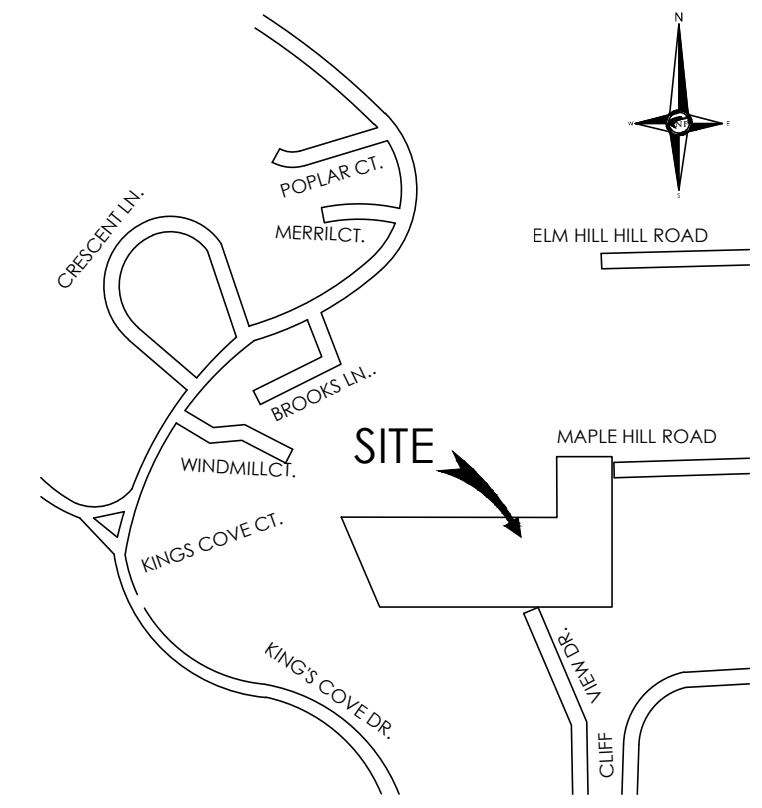 N
W
E
S
POPLAR CT.
CRESCENT LN.
MERRILCT.
ELM HILL HILL ROAD
BROOKS LN..
MAPLE HILL ROAD
SITE
WINDMILLCT.
KINGS COVE CT.
KING'S COVE DR.
VIEW DR.
CLIFF